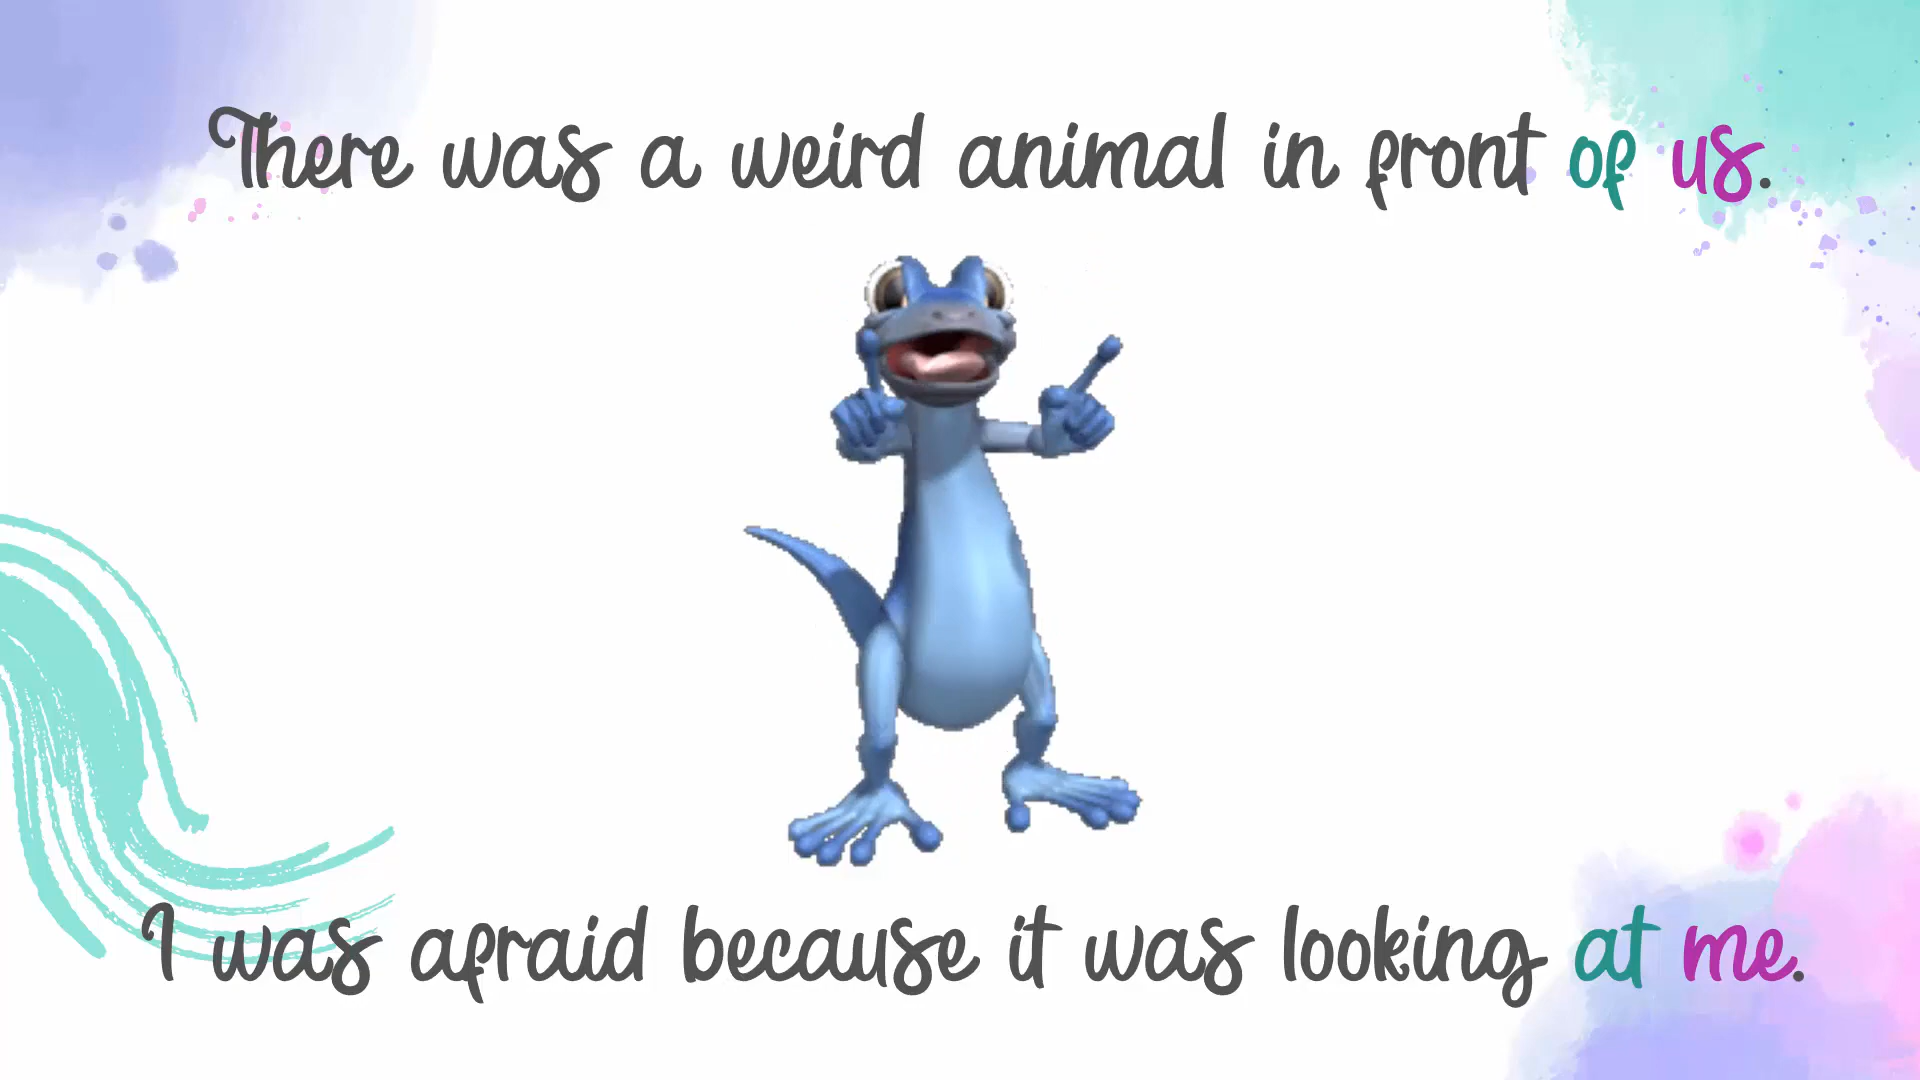 There was a weird animal in front of us.
I was afraid because it was looking at me.